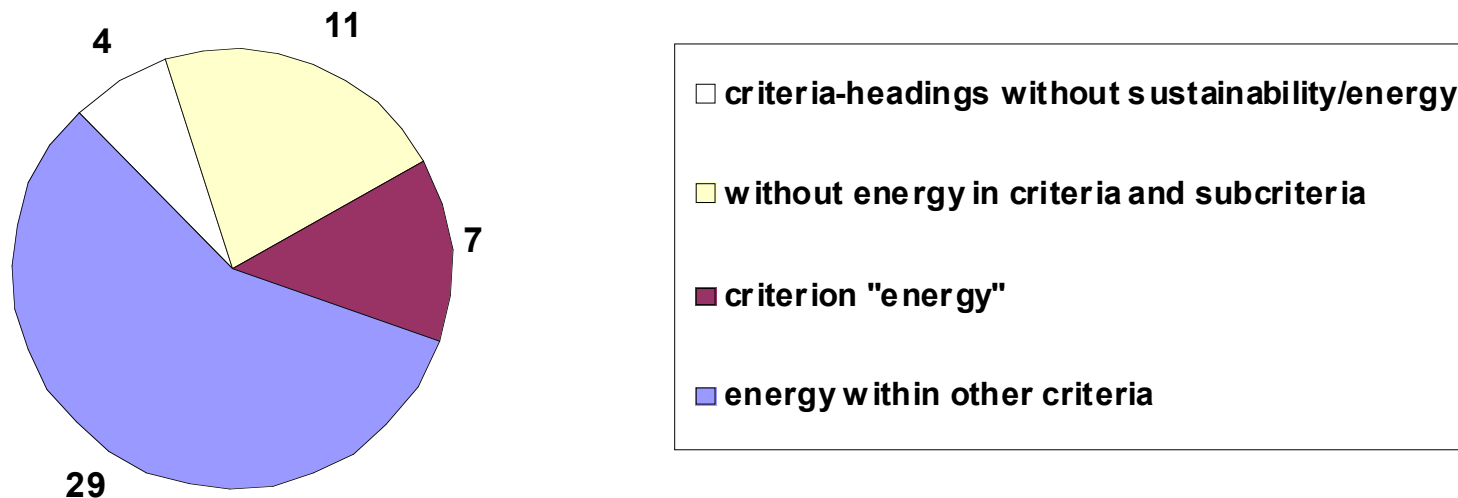 4
11
7
29
criteria-headings without sustainability/energy
without energy in criteria and subcriteria
criterion "energy"
energy within other criteria